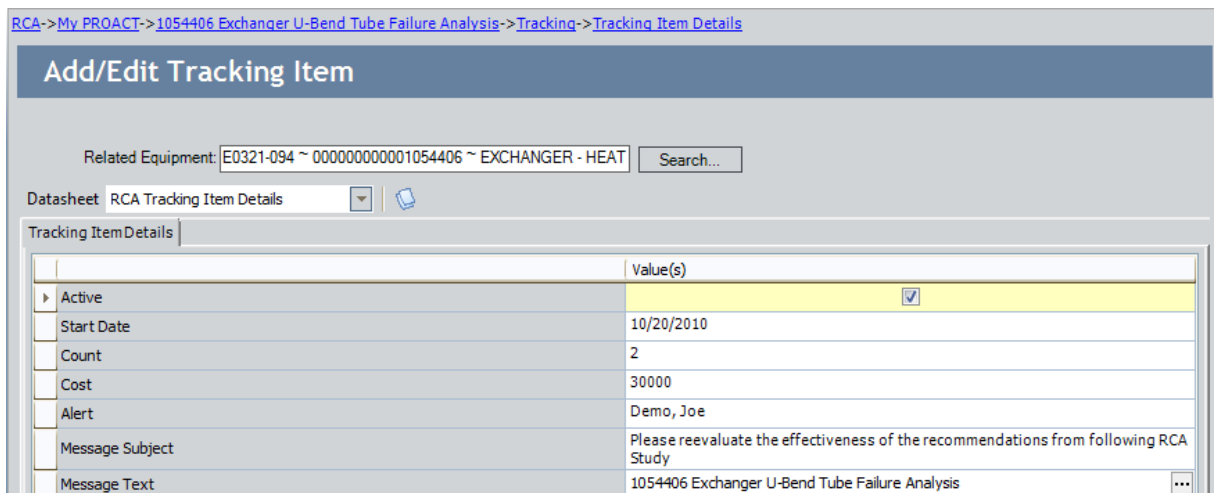 RCA->My PROACT->1054406 Exchanger U-Bend Tube Failure Analysis->Tracking->Tracking Item Details
Add/Edit Tracking Item
Related Equipment: E0321-094 ~ 000000000001054406 ~ EXCHANGER - HEAT Search...
Datasheet RCA Tracking Item Details
Tracking Item Details
Value(s)
Active
Start Date 10/20/2010
Count 2
Cost 30000
Alert Demo, Joe
Message Subject Please reevaluate the effectiveness of the recommendations from following RCA
Study
Message Text 1054406 Exchanger U-Bend Tube Failure Analysis ...